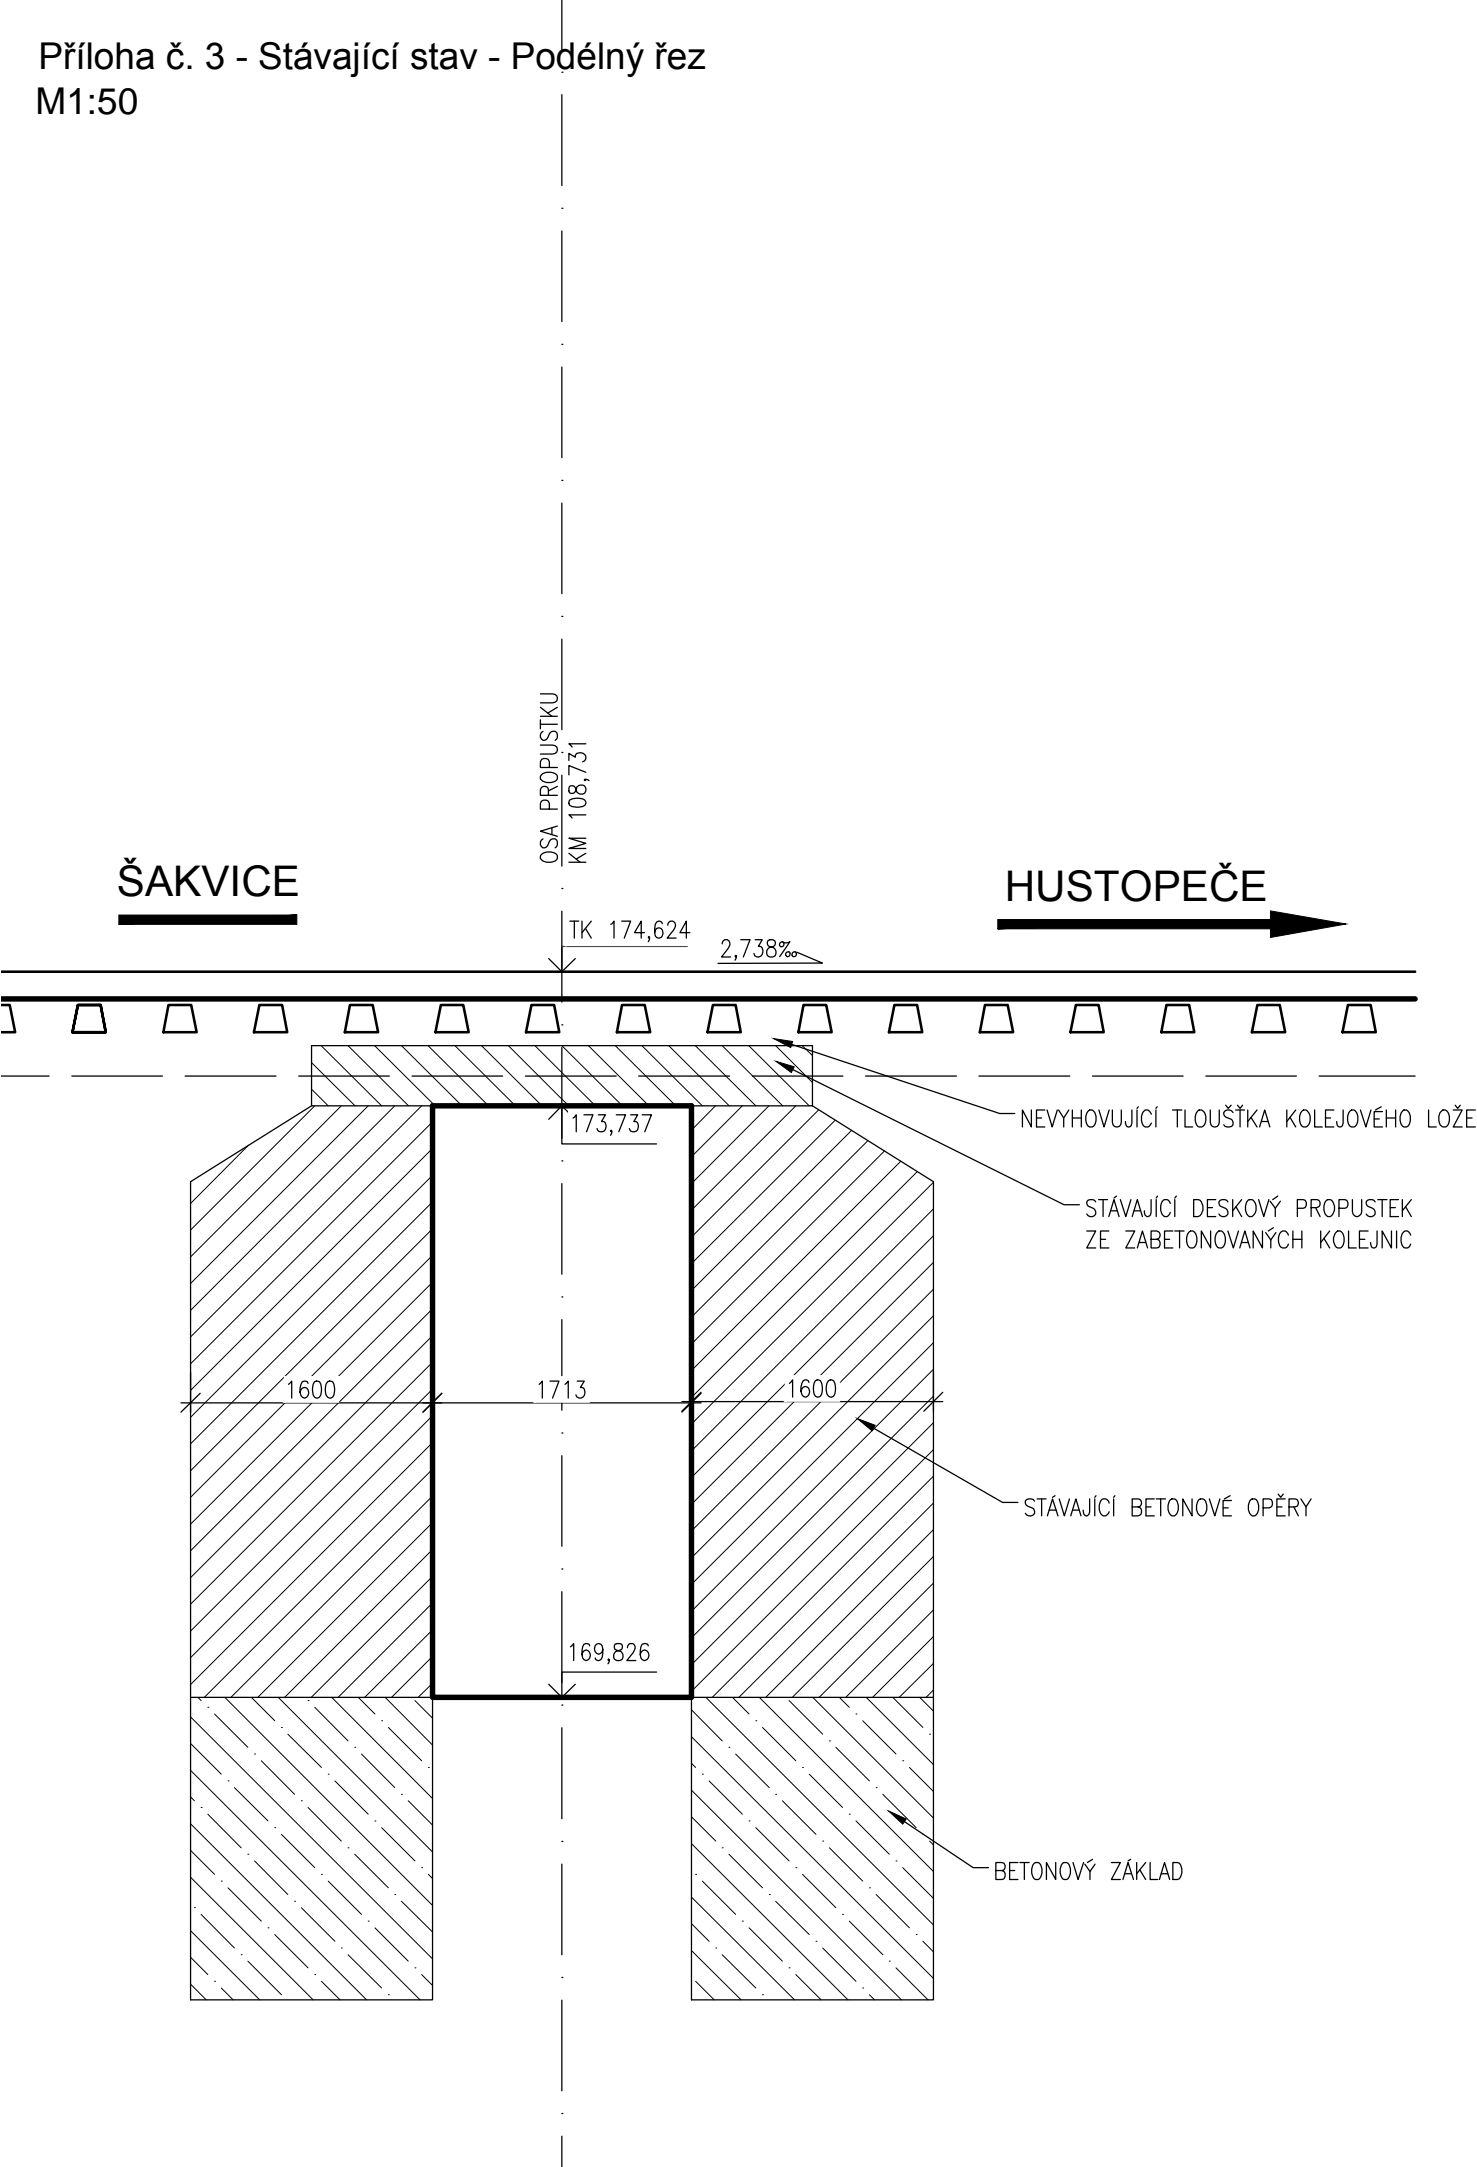 Příloha č. 3 - Stávající stav - Podélný řez
M1:50
OSA PROPUSTKU
KM 108,731
ŠAKVICE
HUSTOPEČE
TK 174,624
2,738‰
173,737
NEVYHOVUJÍCÍ TLOUŠŤKA KOLEJOVÉHO LOŽE
STÁVAJÍCÍ DESKOVÝ PROPUSTEK
ZE ZABETONOVANÝCH KOLEJNIC
1600
1713
1600
STÁVAJÍCÍ BETONOVÉ OPĚRY
169,826
BETONOVÝ ZÁKLAD